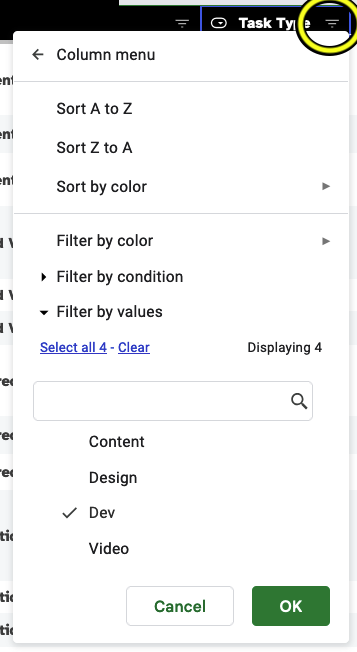 Task Type
Column menu
Sort A to Z
Sort Z to A
Sort by color
Filter by color
Filter by condition
Filter by values
Select all 4 - Clear
Displaying 4
Content
Design
Dev
Video
Cancel
OK